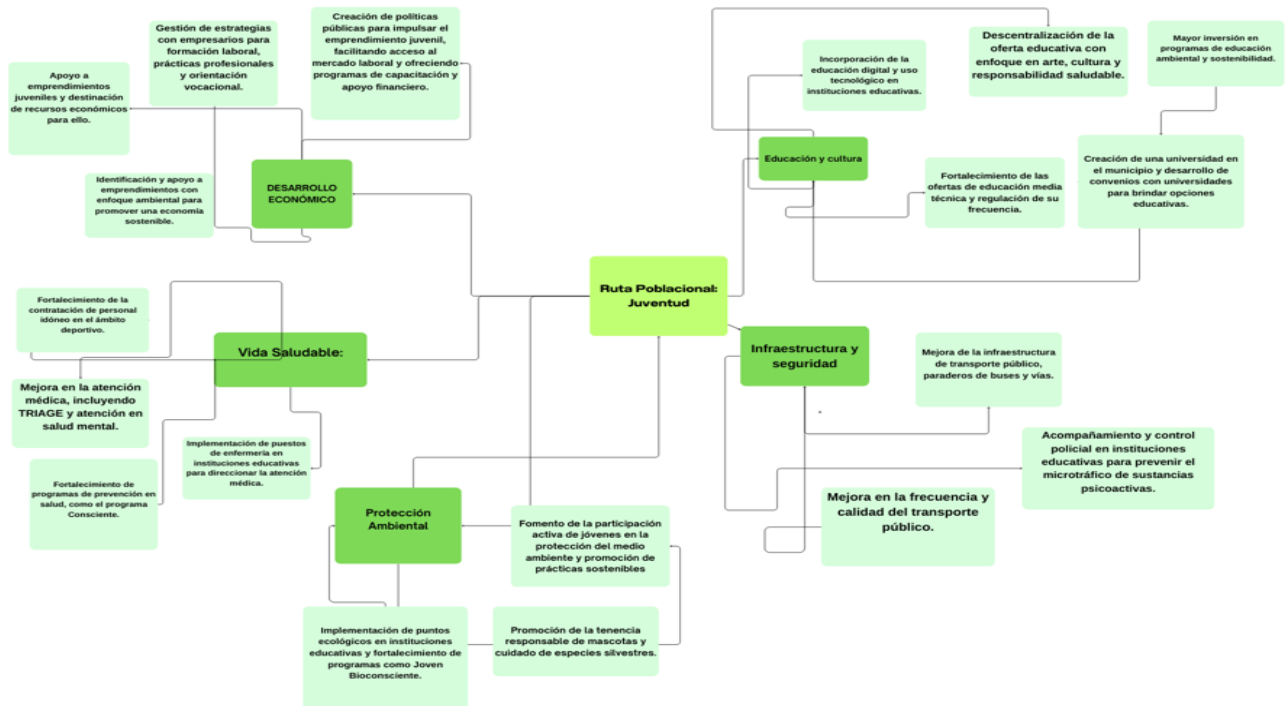 Gestión de estrategias
con empresarios para
formación laboral,
prácticas profesionales
y orientación
vocacional.
Creación de políticas
públicas para impulsar el
emprendimiento juvenil,
facilitando acceso al
mercado laboral y ofreciendo
programas de capacitación y
apoyo financiero.
Apoyo a
emprendimientos
juveniles y destinación
de recursos económicos
para ello.
Identificación y apoyo a
emprendimientos con
enfoque ambiental para
promover una economía
sostenible.
DESARROLLO
ECONÓMICO
Incorporación de la
educación digital y uso
tecnológico en
instituciones educativas.
Descentralización de la
oferta educativa con
enfoque en arte, cultura y
responsabilidad saludable.
Mayor inversión en
programas de educación
ambiental y sostenibilidad.
Educación y cultura
Fortalecimiento de las
ofertas de educación media
técnica y regulación de su
frecuencia.
Creación de una universidad en
el municipio y desarrollo de
convenios con universidades
para brindar opciones
educativas.
Ruta Poblacional:
Juventud
Fortalecimiento de la
contratación de personal
idóneo en el ámbito
deportivo.
Vida Saludable:
Mejora en la atención
médica, incluyendo
TRIAGE y atención en
salud mental.
Fortalecimiento de
programas de prevención en
salud, como el programa
Consciente.
Implementación de puestos
de enfermería en
instituciones educativas
para direccionar la atención
médica.
Infraestructura y
seguridad
Mejora de la infraestructura
de transporte público,
paraderos de buses y vías.
Acompañamiento y control
policial en instituciones
educativas para prevenir el
microtráfico de sustancias
psicoactivas.
Mejora en la frecuencia y
calidad del transporte
público.
Protección
Ambiental
Fomento de la participación
activa de jóvenes en la
protección del medio
ambiente y promoción de
prácticas sostenibles
Implementación de puntos
ecológicos en instituciones
educativas y fortalecimiento de
programas como Joven
Bioconsciente.
Promoción de la tenencia
responsable de mascotas y
cuidado de especies silvestres.